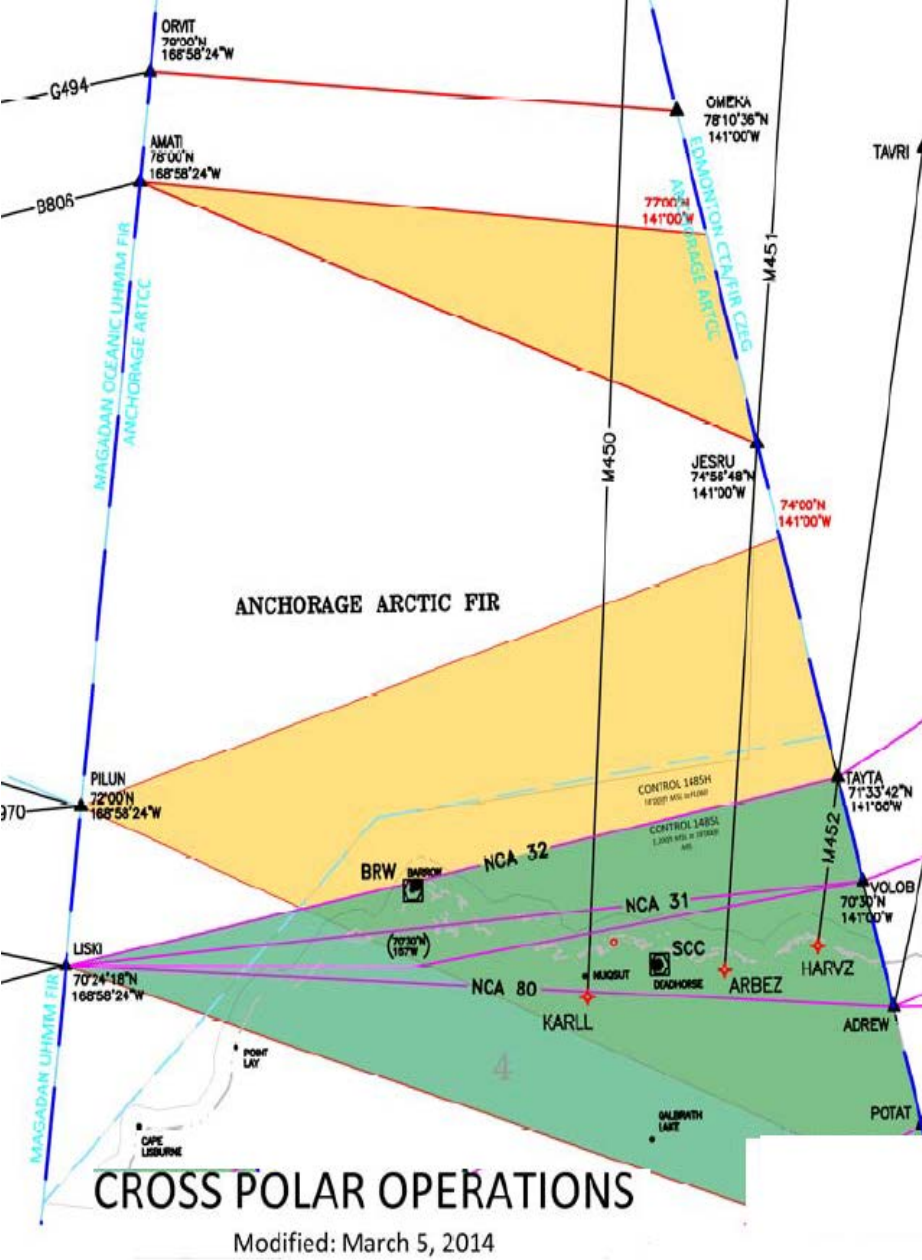 ORVIT
79°00'N
168°58'24"W
G494
OMEKA
78°10'36"N
141°00'W
AMATI
76°00'N
168°58'24"W
TAVRI
B806
77°00'N
141°00'W
EDMONTON CTA/FIR CZEG
ANCHORAGE ARTCC
M451
MAGADAN OCEANIC UHMM FIR
ANCHORAGE ARTCC
M450
JESRU
74°56'48"N
141°00'W
74°00'N
141°00'W
ANCHORAGE ARCTIC FIR
PILUN
72°00'N
168°58'24"W
970
CONTROL 1485H
TAYTA
71°33'42"N
141°00'W
CONTROL 1485L
M452
NCA 32
BRW BARROW
VOLOB
70°30'N
141°00'W
NCA 31
(70°30'N
157°W)
LISKI
70°24'18"N
168°58'24"W
SCC
DEADHORSE
NUIQSUT
HARVZ
ARBEZ
NCA 80
KARLL
ADREW
MAGADAN UHMM FIR
POINT
LAY
4
GALBRATH
LAKE
POTAT
CAPE
LISBURNE
CROSS POLAR OPERATIONS
Modified: March 5, 2014